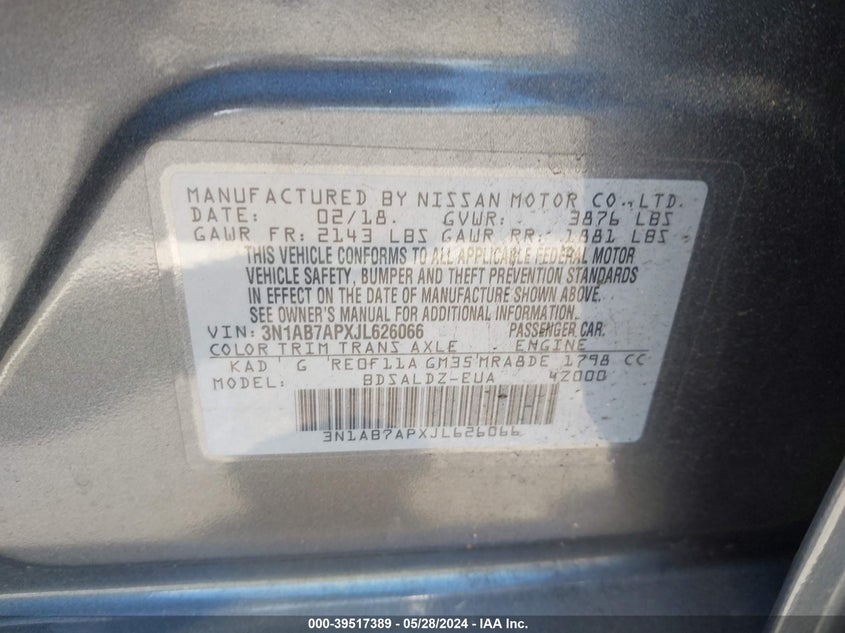 MANUFACTURED BY NISSAN MOTOR CO.,LTD.
DATE: 02/18. GVWR: 3876 LBS
GAWR FR: 2143 LBS GAWR RR: 1881 LBS
THIS VEHICLE CONFORMS TO ALL APPLICABLE FEDERAL MOTOR
VEHICLE SAFETY, BUMPER AND THEFT PREVENTION STANDARDS
IN EFFECT ON THE DATE OF MANUFACTURE SHOWN ABOVE.
SEE OWNER'S MANUAL FOR ADDITIONAL INFORMATION.
VIN: 3N1AB7APXJL626066 PASSENGER CAR.
COLOR TRIM TRANS AXLE ENGINE
KAD G RE0F11A GM35 MRA8DE 1798 CC
MODEL: BDSALDZ-EUA 42000
3N1AB7APXJL626066
000-39517389 | 05/28/2024 - IAA Inc.